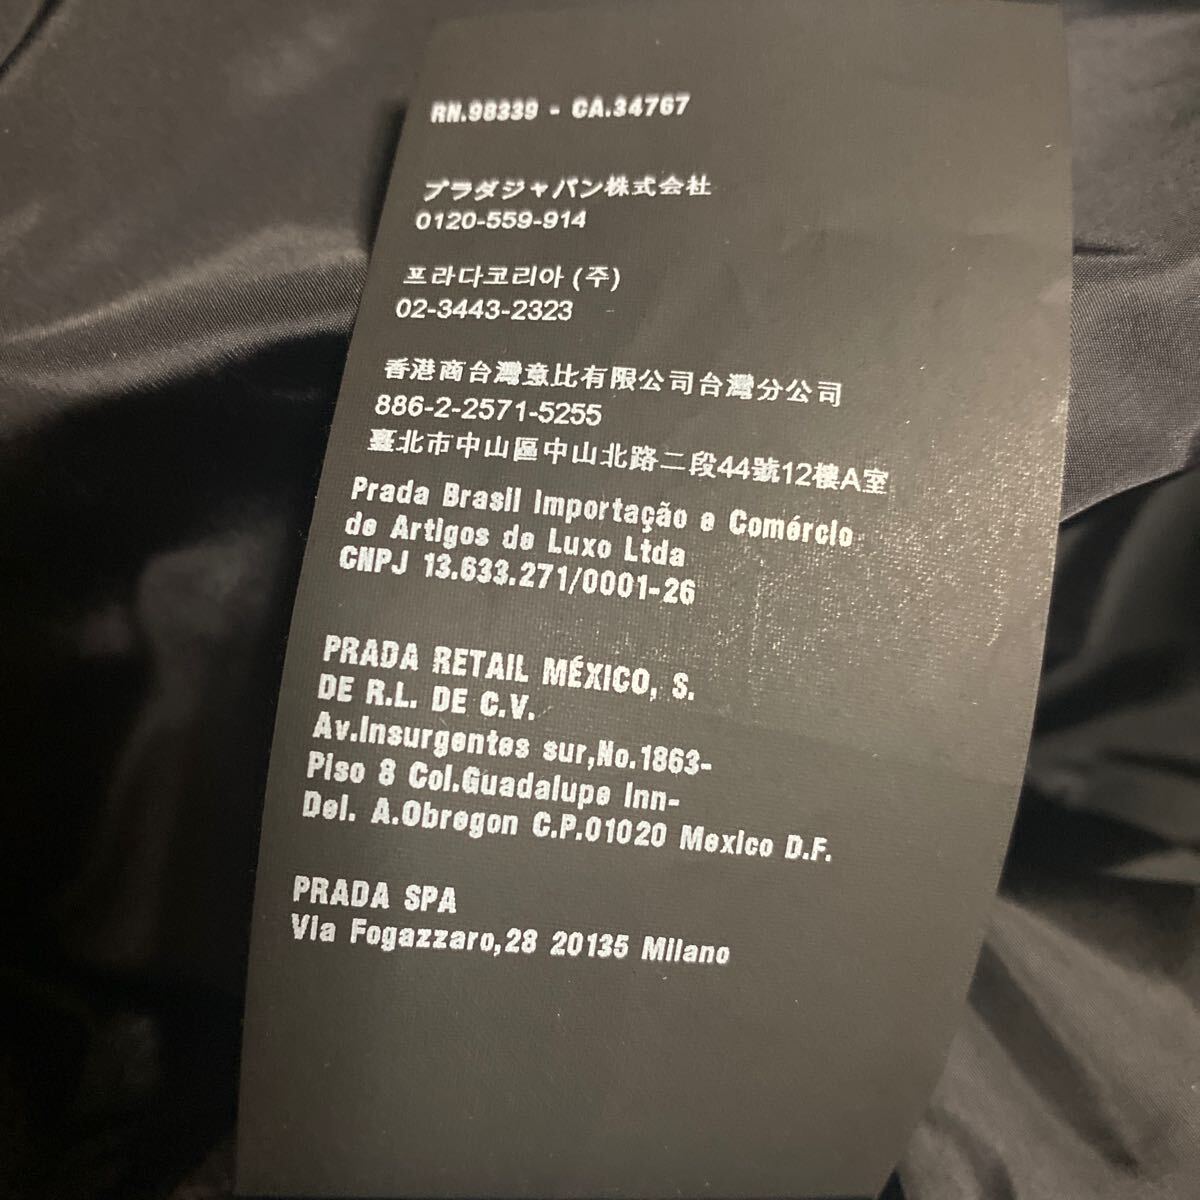 RN.98339 - CA.34767
プラダジャパン株式会社
0120-559-914
프라다코리아 (주)
02-3443-2323
香港商台灣意比有限公司台灣分公司
886-2-2571-5255
臺北市中山區中山北路二段44號12樓A室
Prada Brasil Importação e Comércio
de Artigos de Luxo Ltda
CNPJ 13.633.271/0001-26
PRADA RETAIL MÉXICO, S.
DE R.L. DE C.V.
Av.Insurgentes sur,No.1863-
Piso 8 Col.Guadalupe Inn-
Del. A.Obregon C.P.01020 Mexico D.F.
PRADA SPA
Via Fogazzaro,28 20135 Milano